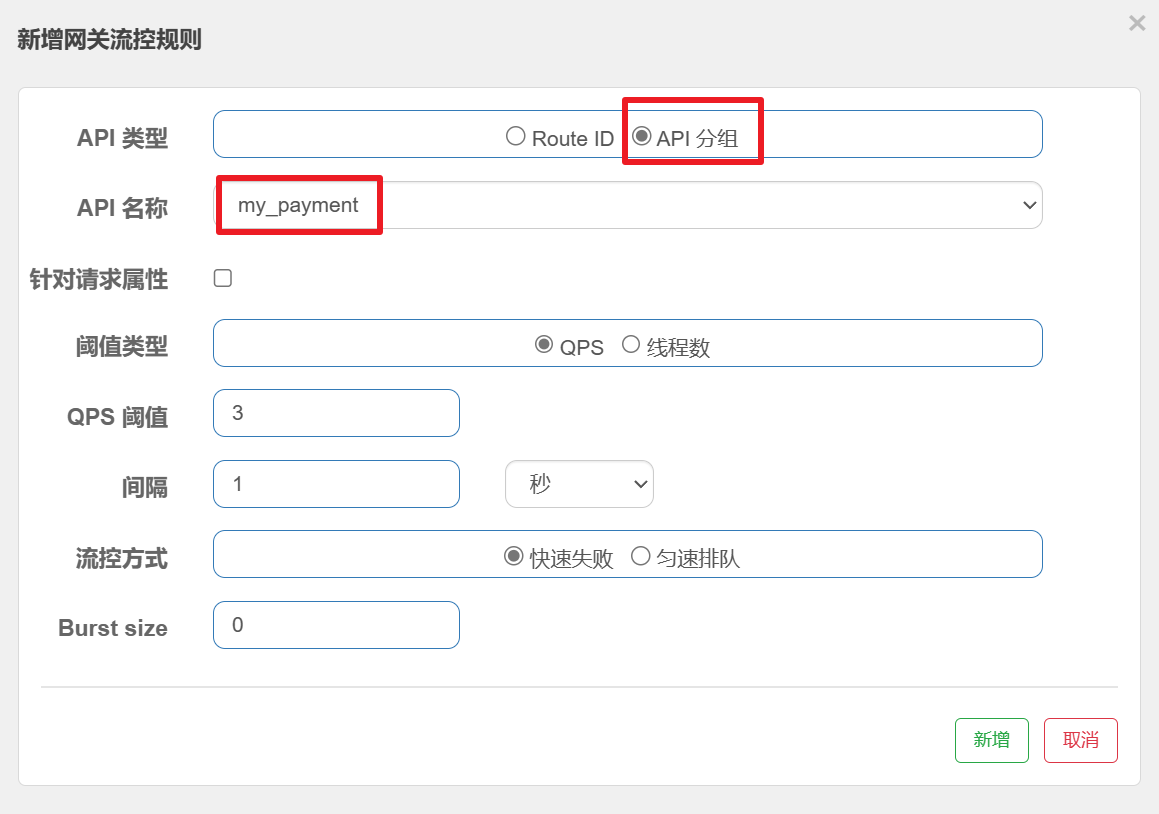 新增网关流控规则
×
API 类型
Route ID API 分组
API 名称
my_payment
针对请求属性
阈值类型
QPS 线程数
QPS 阈值
3
间隔
1
秒
流控方式
快速失败 匀速排队
Burst size
0
新增 取消